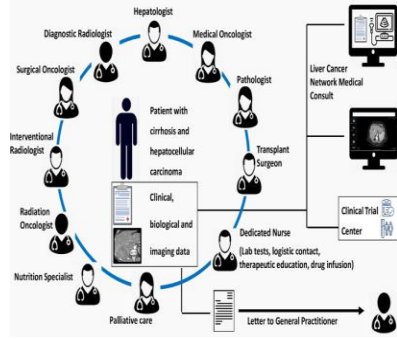 Hepatologist
Diagnostic Radiologist
Medical Oncologist
Surgical Oncologist
Pathologist
Liver Cancer
Network Medical
Consult
Patient with
cirrhosis and
hepatocellular
carcinoma
Interventional
Radiologist
Transplant
Surgeon
Clinical,
biological and
imaging data
Clinical Trial
Center
Radiation
Oncologist
Dedicated Nurse
(Lab tests, logistic contact,
therapeutic education, drug infusion)
Nutrition Specialist
Palliative care
Letter to General Practitioner